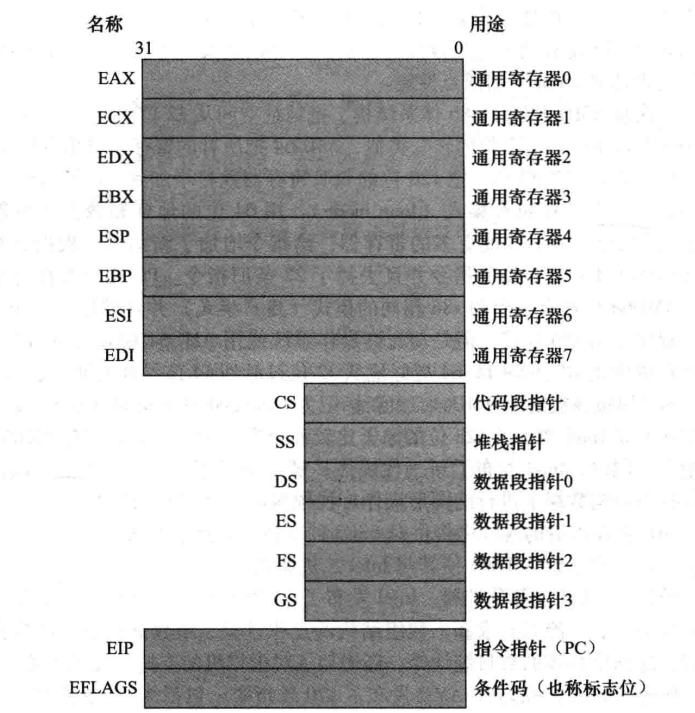 名称 用途
31 0
EAX 通用寄存器0
ECX 通用寄存器1
EDX 通用寄存器2
EBX 通用寄存器3
ESP 通用寄存器4
EBP 通用寄存器5
ESI 通用寄存器6
EDI 通用寄存器7
CS 代码段指针
SS 堆栈指针
DS 数据段指针0
ES 数据段指针1
FS 数据段指针2
GS 数据段指针3
EIP 指令指针（PC）
EFLAGS 条件码（也称标志位）